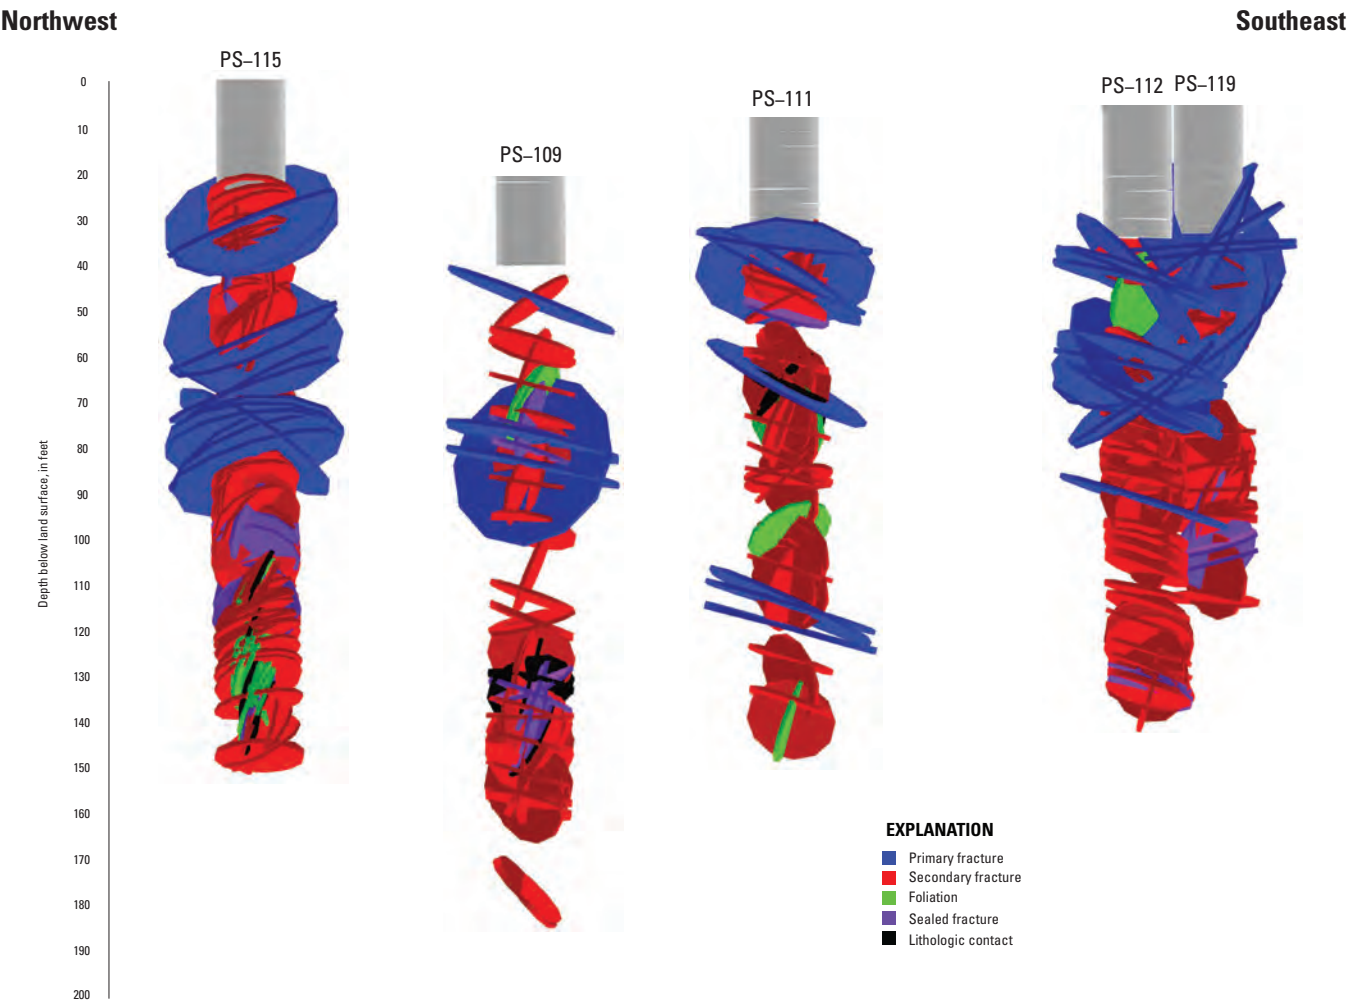 Northwest
Southeast
PS–115
PS–109
PS–111
PS–112
PS–119
Depth below land surface, in feet
0
10
20
30
40
50
60
70
80
90
100
110
120
130
140
150
160
170
180
190
200
EXPLANATION
Primary fracture
Secondary fracture
Foliation
Sealed fracture
Lithologic contact